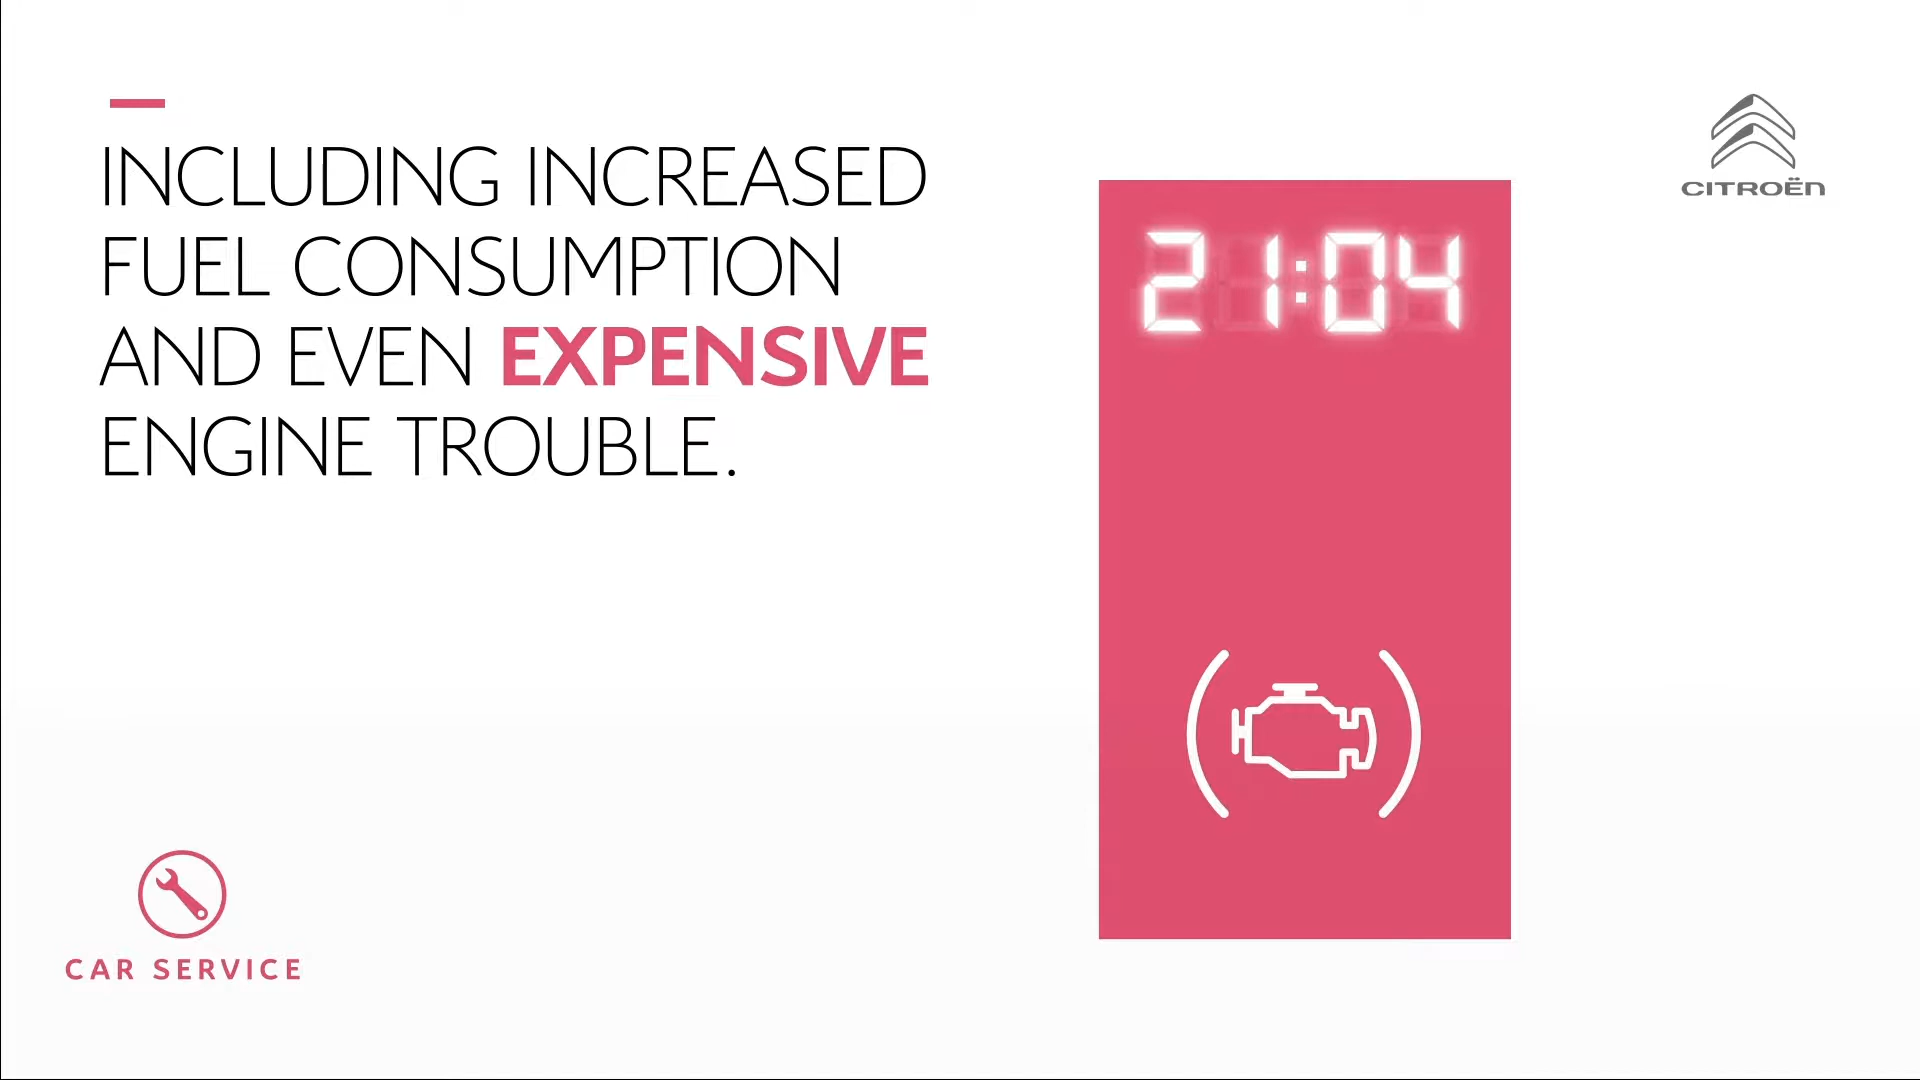 INCLUDING INCREASED
FUEL CONSUMPTION
AND EVEN EXPENSIVE
ENGINE TROUBLE.
CITROËN
21:04
CAR SERVICE